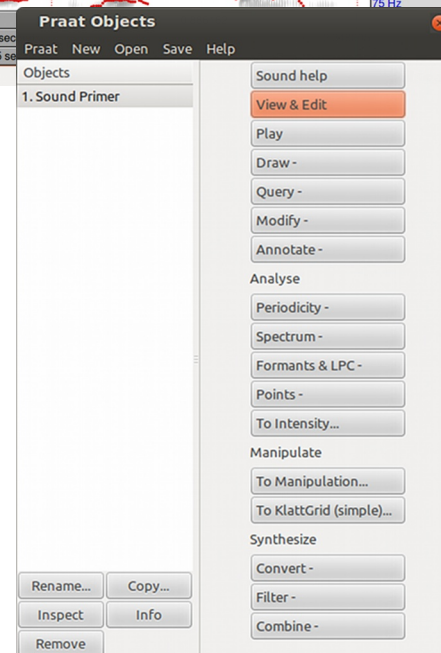 75 Hz
Praat Objects
Praat New Open Save Help
Objects
1. Sound Primer
Sound help
View & Edit
Play
Draw -
Query -
Modify -
Annotate -
Analyse
Periodicity -
Spectrum -
Formants & LPC -
Points -
To Intensity...
Manipulate
To Manipulation...
To KlattGrid (simple)...
Synthesize
Convert -
Filter -
Combine -
Rename... Copy...
Inspect Info
Remove